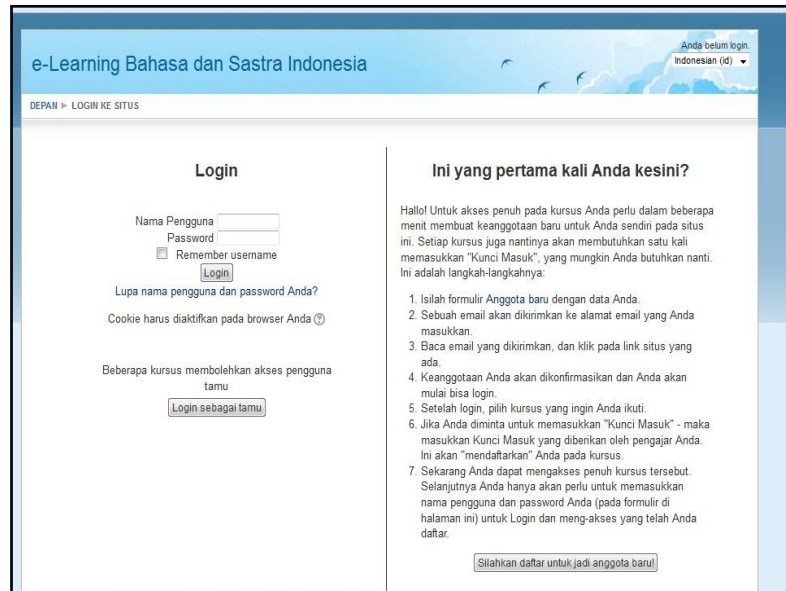 Anda belum login.
e-Learning Bahasa dan Sastra Indonesia
Indonesian (id)
DEPAN ► LOGIN KE SITUS
Login
Nama Pengguna
Password
Remember username
Login
Lupa nama pengguna dan password Anda?
Cookie harus diaktifkan pada browser Anda
Beberapa kursus membolehkan akses pengguna
tamu
Login sebagai tamu
Ini yang pertama kali Anda kesini?
Hallo! Untuk akses penuh pada kursus Anda perlu dalam beberapa
menit membuat keanggotaan baru untuk Anda sendiri pada situs
ini. Setiap kursus juga nantinya akan membutuhkan satu kali
memasukkan "Kunci Masuk", yang mungkin Anda butuhkan nanti.
Ini adalah langkah-langkahnya:
1. Isilah formulir Anggota baru dengan data Anda.
2. Sebuah email akan dikirimkan ke alamat email yang Anda
masukkan.
3. Baca email yang dikirimkan, dan klik pada link situs yang
ada.
4. Keanggotaan Anda akan dikonfirmasikan dan Anda akan
mulai bisa login.
5. Setelah login, pilih kursus yang ingin Anda ikuti.
6. Jika Anda diminta untuk memasukkan "Kunci Masuk" - maka
masukkan Kunci Masuk yang diberikan oleh pengajar Anda.
Ini akan "mendaftarkan" Anda pada kursus.
7. Sekarang Anda dapat mengakses penuh kursus tersebut.
Selanjutnya Anda hanya akan perlu untuk memasukkan
nama pengguna dan password Anda (pada formulir di
halaman ini) untuk Login dan meng-akses yang telah Anda
daftar.
Silahkan daftar untuk jadi anggota baru!